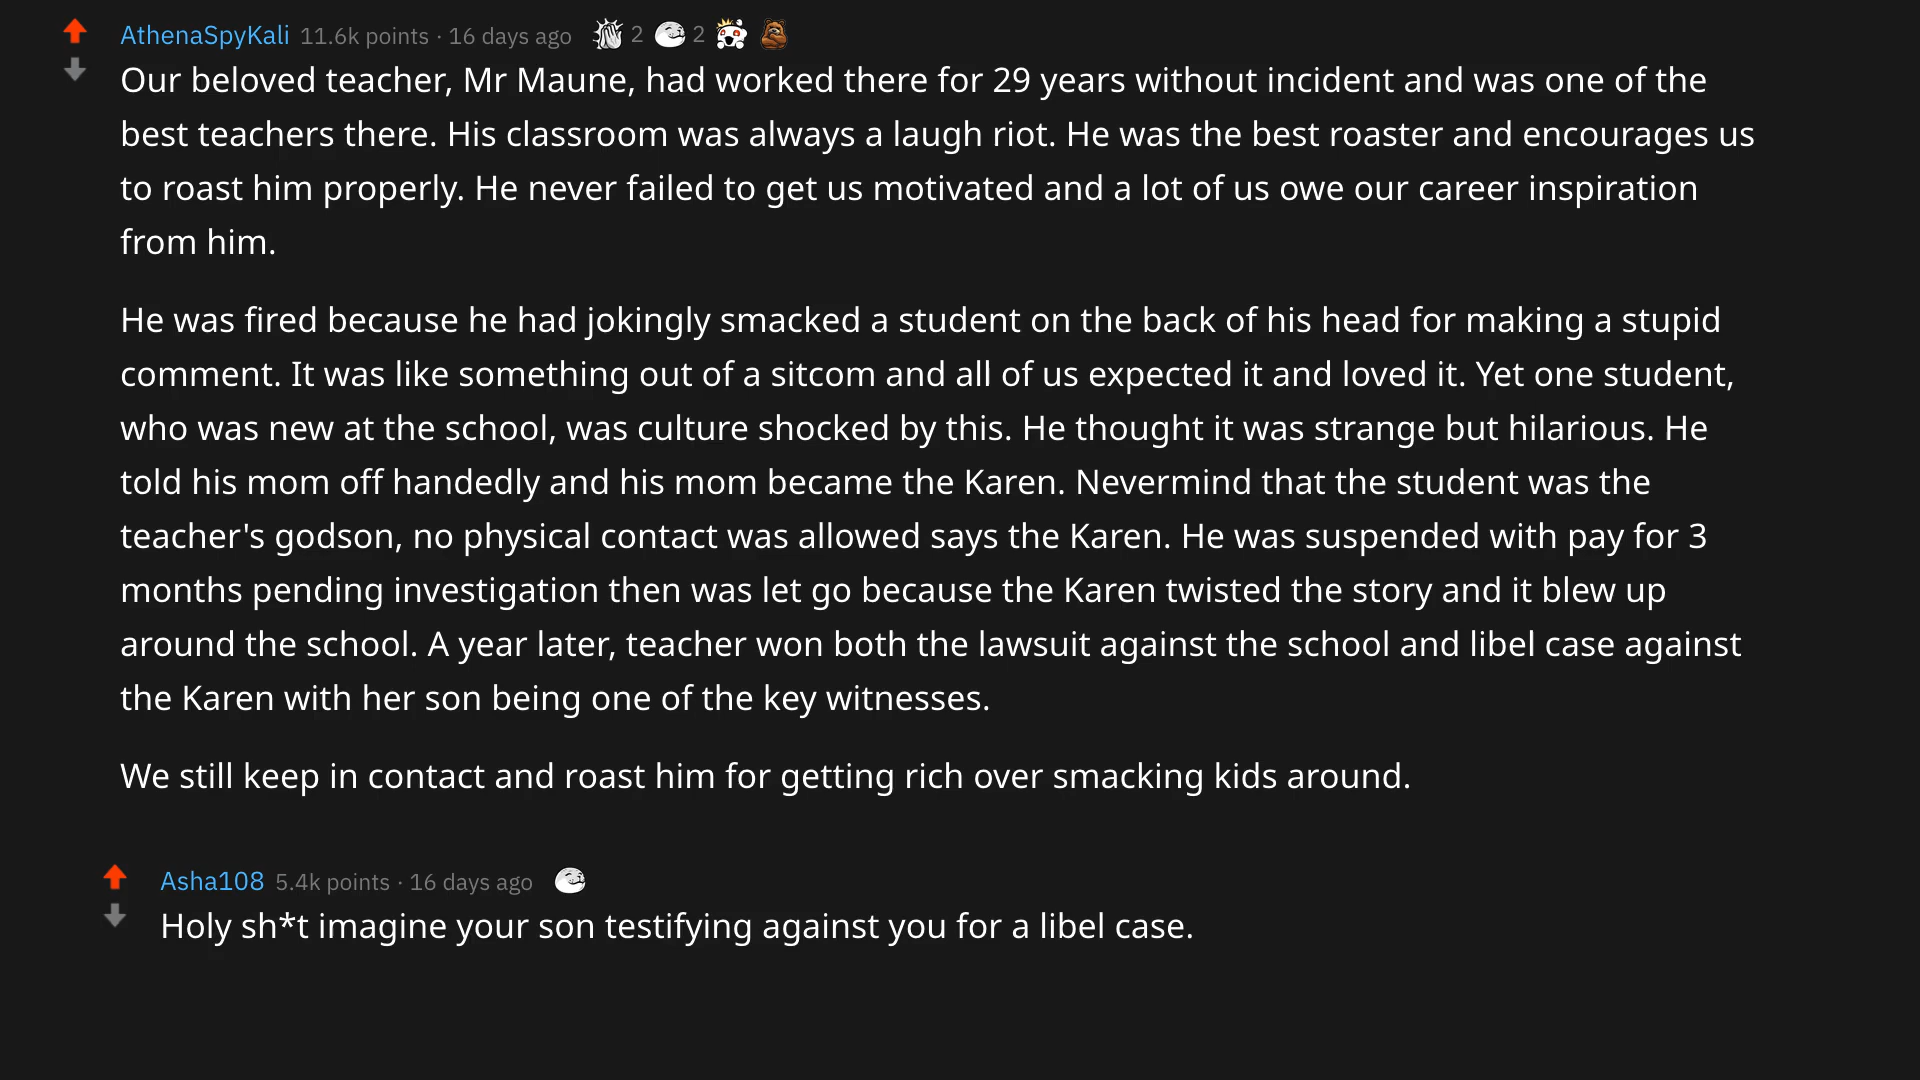 AthenaSpyKali 11.6k points · 16 days ago 2 2
Our beloved teacher, Mr Maune, had worked there for 29 years without incident and was one of the
best teachers there. His classroom was always a laugh riot. He was the best roaster and encourages us
to roast him properly. He never failed to get us motivated and a lot of us owe our career inspiration
from him.
He was fired because he had jokingly smacked a student on the back of his head for making a stupid
comment. It was like something out of a sitcom and all of us expected it and loved it. Yet one student,
who was new at the school, was culture shocked by this. He thought it was strange but hilarious. He
told his mom off handedly and his mom became the Karen. Nevermind that the student was the
teacher's godson, no physical contact was allowed says the Karen. He was suspended with pay for 3
months pending investigation then was let go because the Karen twisted the story and it blew up
around the school. A year later, teacher won both the lawsuit against the school and libel case against
the Karen with her son being one of the key witnesses.
We still keep in contact and roast him for getting rich over smacking kids around.
Asha108 5.4k points · 16 days ago
Holy sh*t imagine your son testifying against you for a libel case.